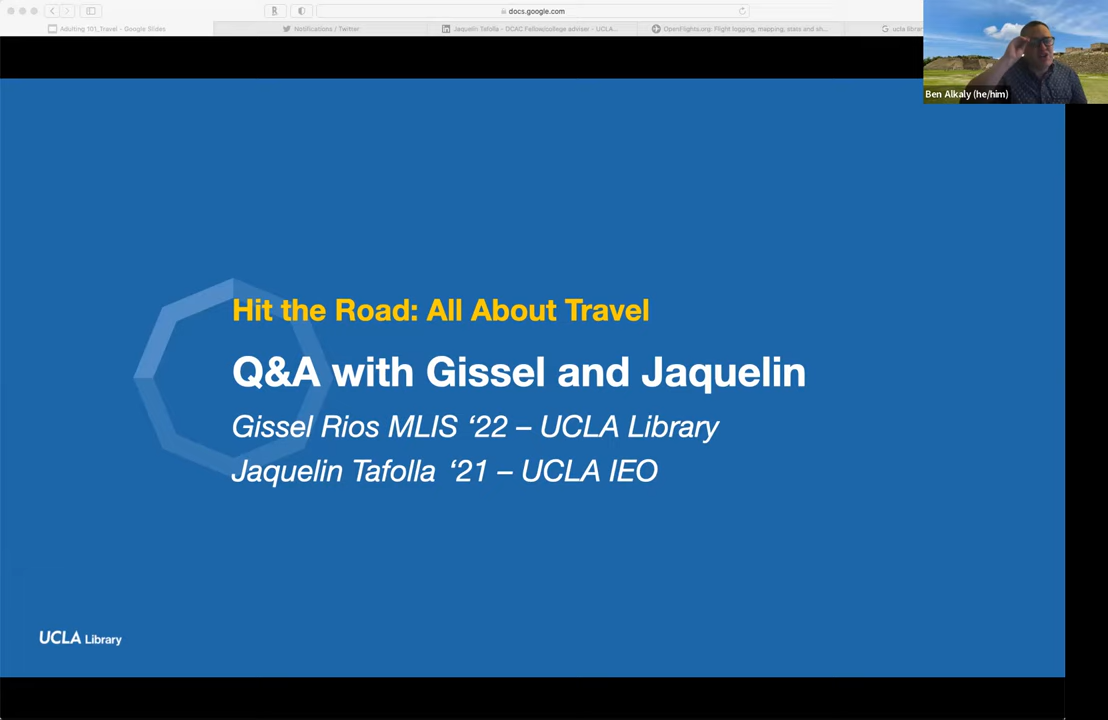 docs.google.com
Adulting 101_Travel - Google Slides
Notifications / Twitter
Jaquelin Tafolla - DCAC Fellow/college adviser - UCLA...
OpenFlights.org: Flight logging, mapping, stats and sh...
ucla librar
Ben Alkaly (he/him)
Hit the Road: All About Travel
Q&A with Gissel and Jaquelin
Gissel Rios MLIS ‘22 – UCLA Library
Jaquelin Tafolla ‘21 – UCLA IEO
UCLA Library